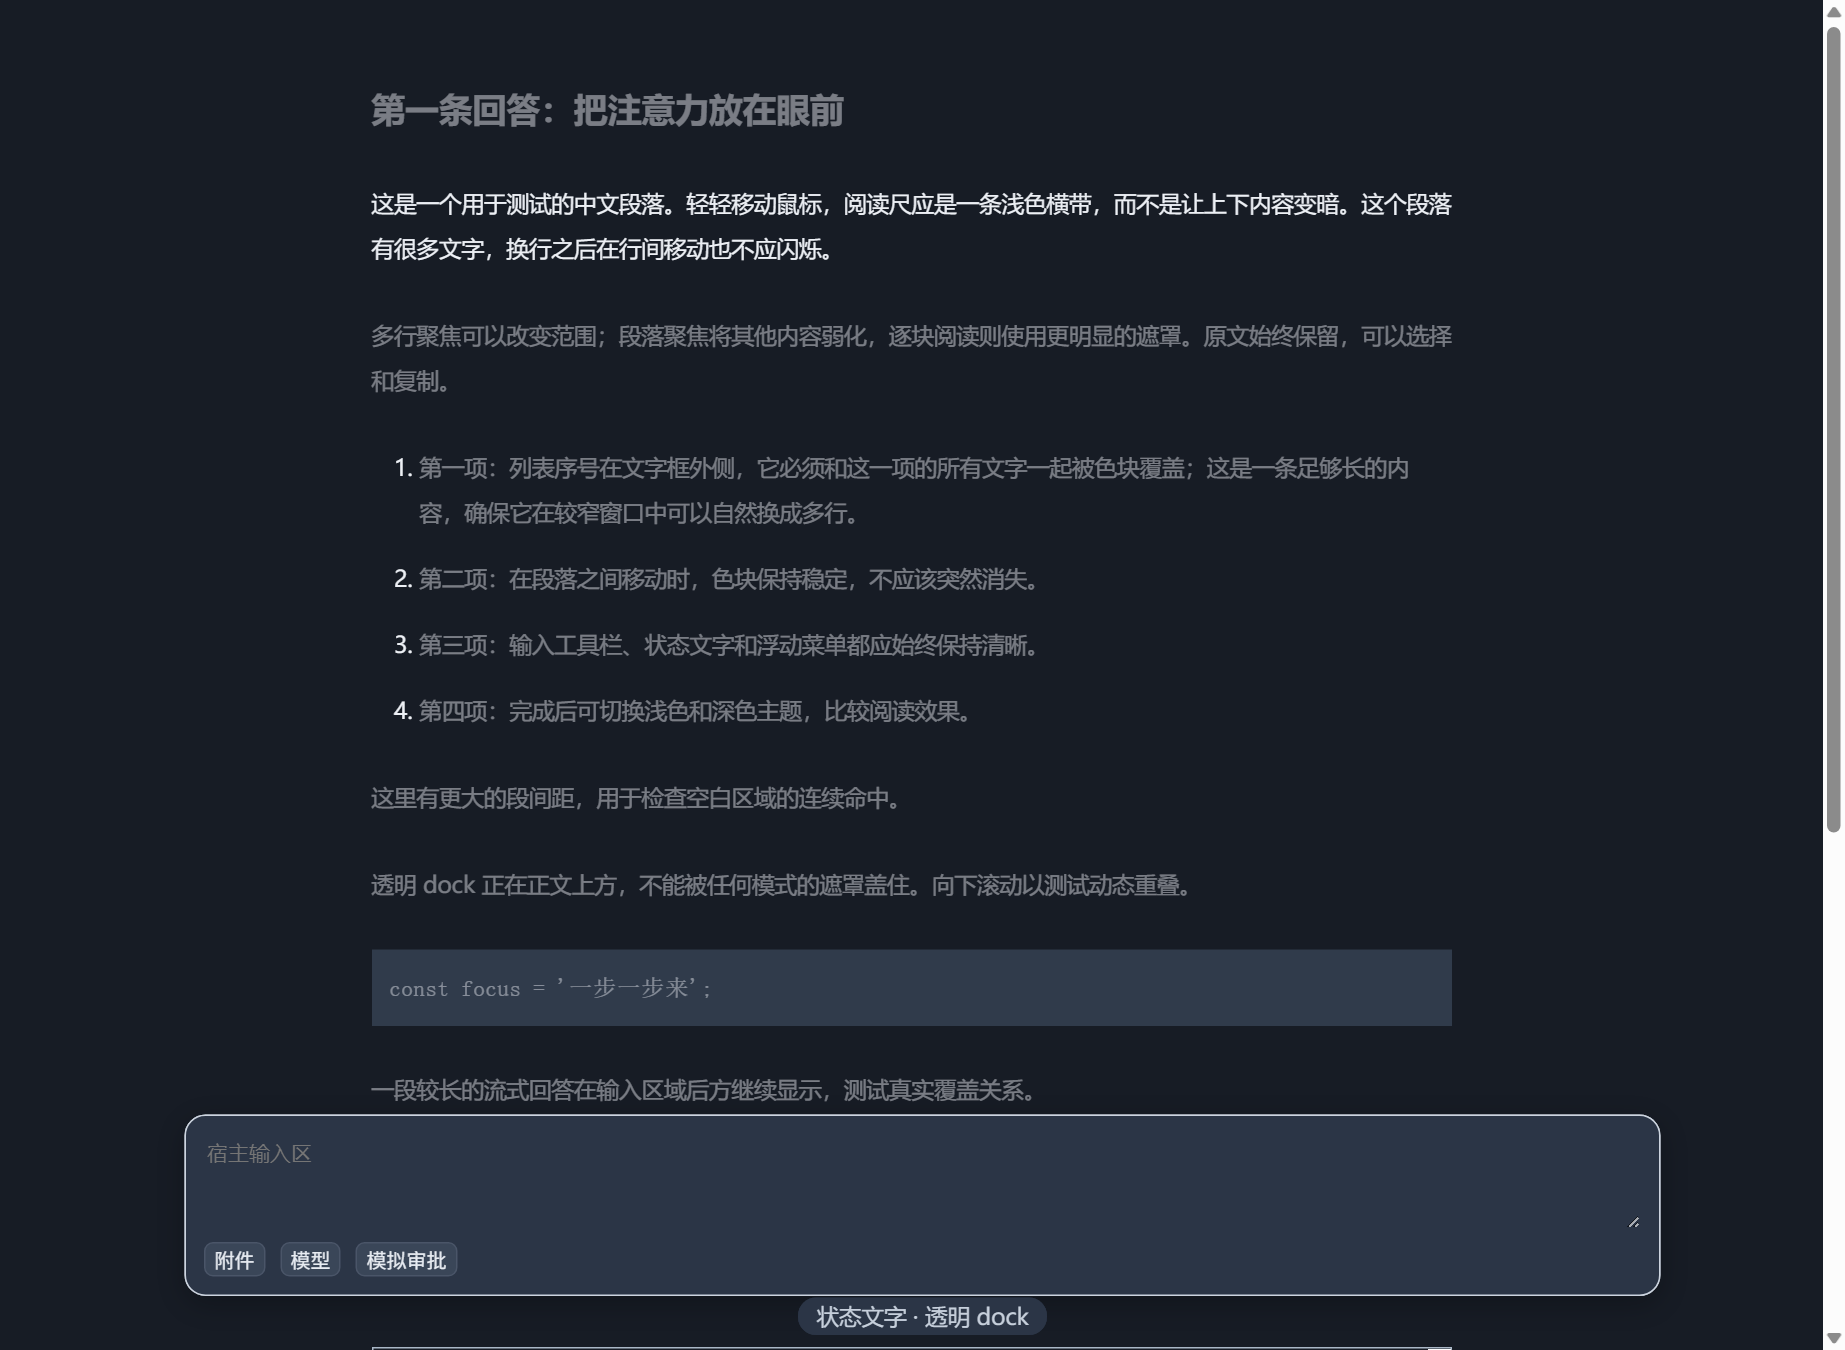 第一条回答：把注意力放在眼前
这是一个用于测试的中文段落。轻轻移动鼠标，阅读尺应是一条浅色横带，而不是让上下内容变暗。这个段落
有很多文字，换行之后在行间移动也不应闪烁。
多行聚焦可以改变范围；段落聚焦将其他内容弱化，逐块阅读则使用更明显的遮罩。原文始终保留，可以选择
和复制。
1. 第一项：列表序号在文字框外侧，它必须和这一项的所有文字一起被色块覆盖；这是一条足够长的内
容，确保它在较窄窗口中可以自然换成多行。
2. 第二项：在段落之间移动时，色块保持稳定，不应该突然消失。
3. 第三项：输入工具栏、状态文字和浮动菜单都应始终保持清晰。
4. 第四项：完成后可切换浅色和深色主题，比较阅读效果。
这里有更大的段间距，用于检查空白区域的连续命中。
透明 dock 正在正文上方，不能被任何模式的遮罩盖住。向下滚动以测试动态重叠。
const focus = '一步一步来';
一段较长的流式回答在输入区域后方继续显示，测试真实覆盖关系。
宿主输入区
附件 模型 模拟审批
状态文字 · 透明 dock